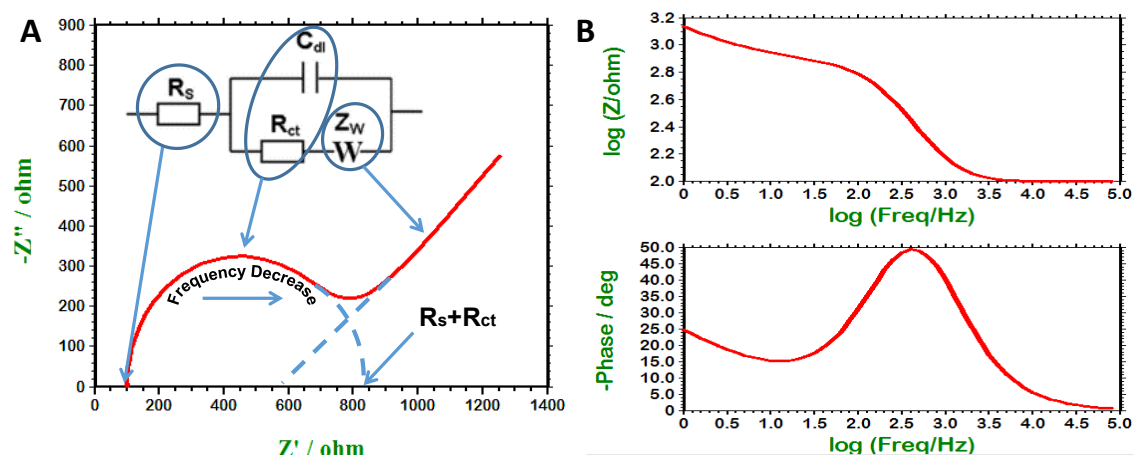 A
900
800
700
600
500
400
300
200
100
0
-Z" / ohm
Cdl
Rs
Rct
Zw
W
Frequency Decrease
Rs+Rct
0 200 400 600 800 1000 1200 1400
Z' / ohm
B
3.2
3.0
2.8
2.6
2.4
2.2
2.0
log (Z/ohm)
0 0.5 1.0 1.5 2.0 2.5 3.0 3.5 4.0 4.5 5.0
log (Freq/Hz)
50.0
45.0
40.0
35.0
30.0
25.0
20.0
15.0
10.0
5.0
0
-Phase / deg
0 0.5 1.0 1.5 2.0 2.5 3.0 3.5 4.0 4.5 5.0
log (Freq/Hz)